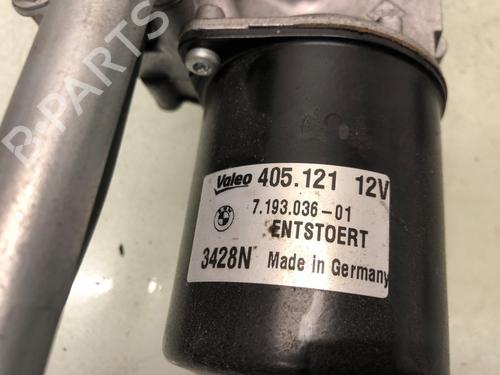 B-PARTS
Valeo 405.121 12V
7.193.036-01
ENTSTOERT
3428N Made in Germany